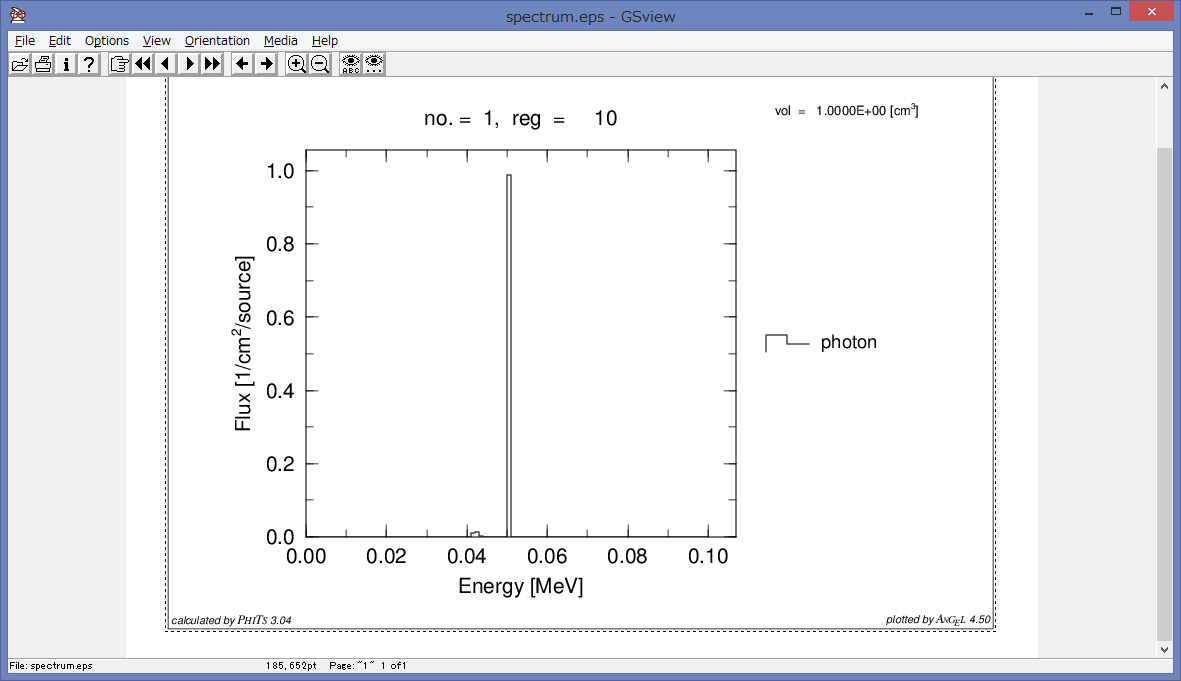 spectrum.eps - GSview
File Edit Options View Orientation Media Help
i ? ABC
no. = 1, reg = 10
vol = 1.0000E+00 [cm³]
1.0
0.8
0.6
0.4
0.2
0.0
Flux [1/cm²/source]
0.00 0.02 0.04 0.06 0.08 0.10
Energy [MeV]
photon
calculated by PHITS 3.04
plotted by ANGEL 4.50
File: spectrum.eps 185,652pt Page: "1" 1 of 1